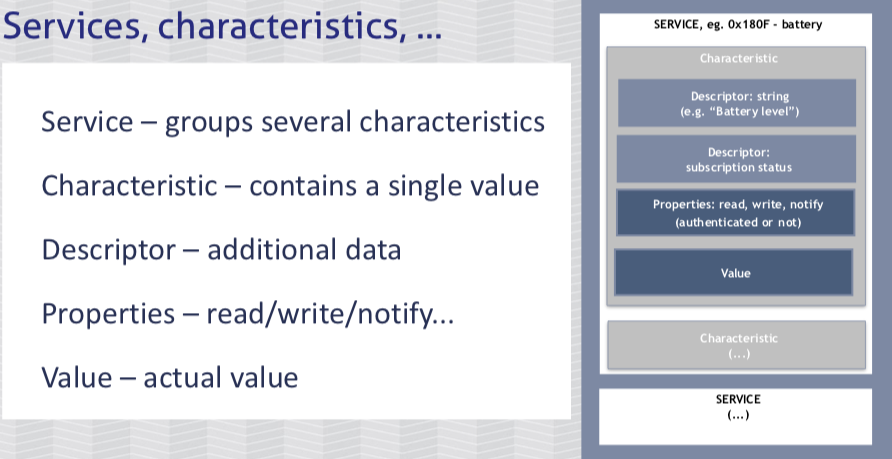 Services, characteristics, ...
Service – groups several characteristics
Characteristic – contains a single value
Descriptor – additional data
Properties – read/write/notify...
Value – actual value
SERVICE, eg. 0x180F - battery
Characteristic
Descriptor: string
(e.g. “Battery level”)
Descriptor:
subscription status
Properties: read, write, notify
(authenticated or not)
Value
Characteristic
(...)
SERVICE
(...)